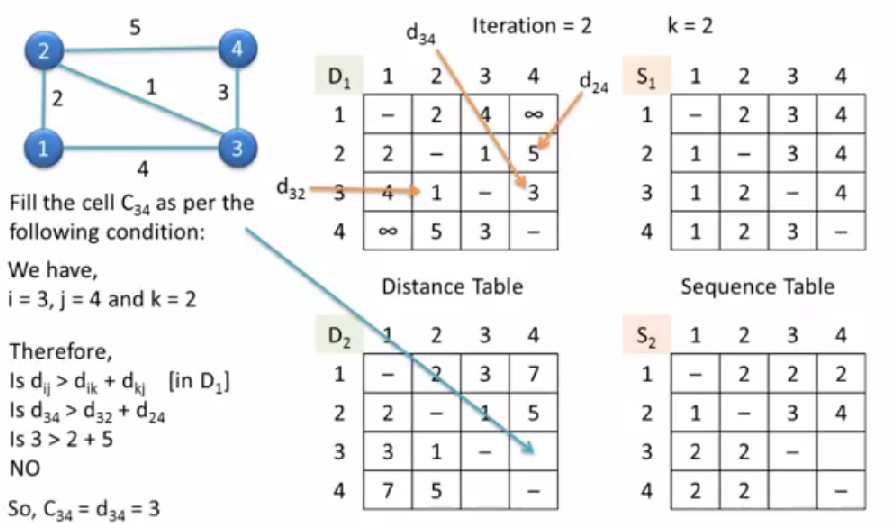 Iteration = 2 k = 2
5
2 4
2 1 3
1 3
4
d34
d24
d32
D1 1 2 3 4
1 – 2 4 ∞
2 2 – 1 5
3 4 1 – 3
4 ∞ 5 3 –
S1 1 2 3 4
1 – 2 3 4
2 1 – 3 4
3 1 2 – 4
4 1 2 3 –
Fill the cell C34 as per the
following condition:
We have,
i = 3, j = 4 and k = 2
Therefore,
Is dij > dik + dkj [in D1]
Is d34 > d32 + d24
Is 3 > 2 + 5
NO
So, C34 = d34 = 3
Distance Table
Sequence Table
D2 1 2 3 4
1 – 2 3 7
2 2 – 1 5
3 3 1 –
4 7 5 –
S2 1 2 3 4
1 – 2 2 2
2 1 – 3 4
3 2 2 –
4 2 2 –